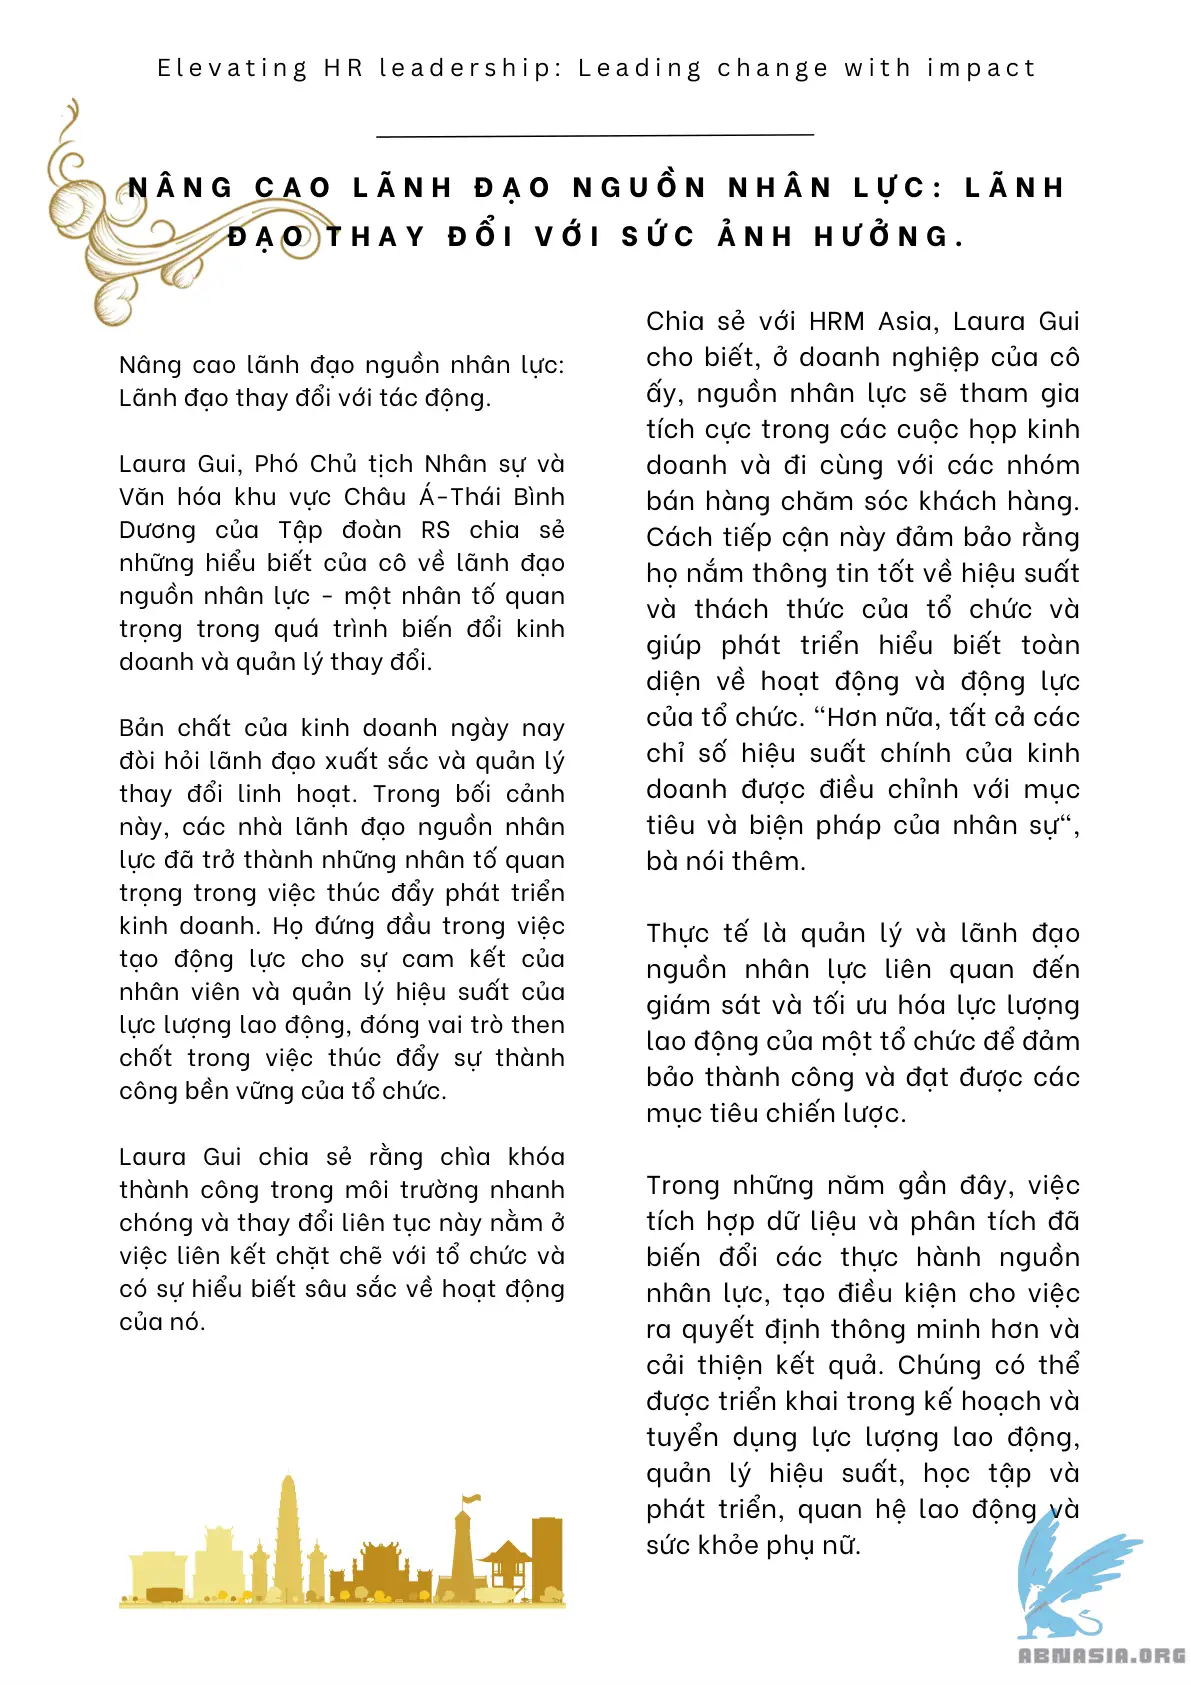 Elevating HR leadership: Leading change with impact
NÂNG CAO LÃNH ĐẠO NGUỒN NHÂN LỰC: LÃNH
ĐẠO THAY ĐỔI VỚI SỨC ẢNH HƯỞNG.
Nâng cao lãnh đạo nguồn nhân lực:
Lãnh đạo thay đổi với tác động.
Laura Gui, Phó Chủ tịch Nhân sự và
Văn hóa khu vực Châu Á-Thái Bình
Dương của Tập đoàn RS chia sẻ
những hiểu biết của cô về lãnh đạo
nguồn nhân lực - một nhân tố quan
trọng trong quá trình biến đổi kinh
doanh và quản lý thay đổi.
Bản chất của kinh doanh ngày nay
đòi hỏi lãnh đạo xuất sắc và quản lý
thay đổi linh hoạt. Trong bối cảnh
này, các nhà lãnh đạo nguồn nhân
lực đã trở thành những nhân tố quan
trọng trong việc thúc đẩy phát triển
kinh doanh. Họ đứng đầu trong việc
tạo động lực cho sự cam kết của
nhân viên và quản lý hiệu suất của
lực lượng lao động, đóng vai trò then
chốt trong việc thúc đẩy sự thành
công bền vững của tổ chức.
Laura Gui chia sẻ rằng chìa khóa
thành công trong môi trường nhanh
chóng và thay đổi liên tục này nằm ở
việc liên kết chặt chẽ với tổ chức và
có sự hiểu biết sâu sắc về hoạt động
của nó.
Chia sẻ với HRM Asia, Laura Gui
cho biết, ở doanh nghiệp của cô
ấy, nguồn nhân lực sẽ tham gia
tích cực trong các cuộc họp kinh
doanh và đi cùng với các nhóm
bán hàng chăm sóc khách hàng.
Cách tiếp cận này đảm bảo rằng
họ nắm thông tin tốt về hiệu suất
và thách thức của tổ chức và
giúp phát triển hiểu biết toàn
diện về hoạt động và động lực
của tổ chức. “Hơn nữa, tất cả các
chỉ số hiệu suất chính của kinh
doanh được điều chỉnh với mục
tiêu và biện pháp của nhân sự“,
bà nói thêm.
Thực tế là quản lý và lãnh đạo
nguồn nhân lực liên quan đến
giám sát và tối ưu hóa lực lượng
lao động của một tổ chức để đảm
bảo thành công và đạt được các
mục tiêu chiến lược.
Trong những năm gần đây, việc
tích hợp dữ liệu và phân tích đã
biến đổi các thực hành nguồn
nhân lực, tạo điều kiện cho việc
ra quyết định thông minh hơn và
cải thiện kết quả. Chúng có thể
được triển khai trong kế hoạch và
tuyển dụng lực lượng lao động,
quản lý hiệu suất, học tập và
phát triển, quan hệ lao động và
sức khỏe phụ nữ.
ABNASIA.ORG